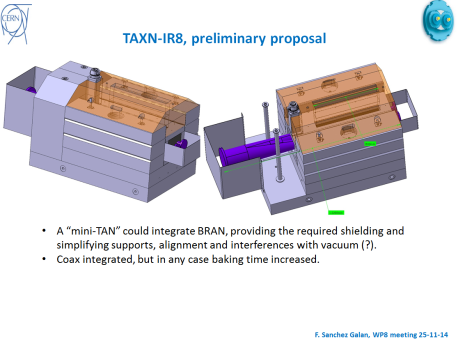 CERN
TAXN-IR8, preliminary proposal
• A “mini-TAN” could integrate BRAN, providing the required shielding and
simplifying supports, alignment and interferences with vacuum (?).
• Coax integrated, but in any case baking time increased.
F. Sanchez Galan, WP8 meeting 25-11-14